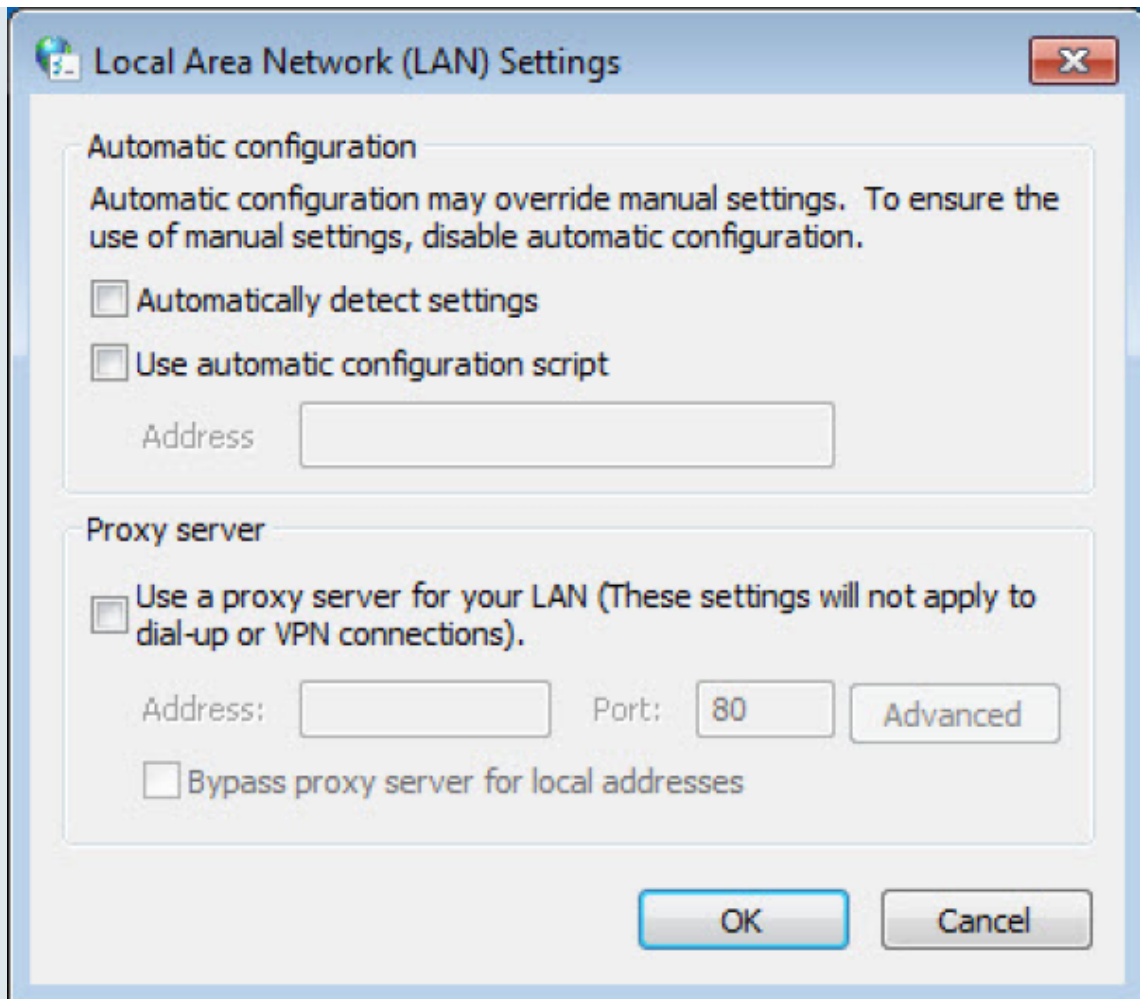 Local Area Network (LAN) Settings
Automatic configuration
Automatic configuration may override manual settings.  To ensure the
use of manual settings, disable automatic configuration.
Automatically detect settings
Use automatic configuration script
Address
Proxy server
Use a proxy server for your LAN (These settings will not apply to
dial-up or VPN connections).
Address: Port: 80 Advanced
Bypass proxy server for local addresses
OK Cancel